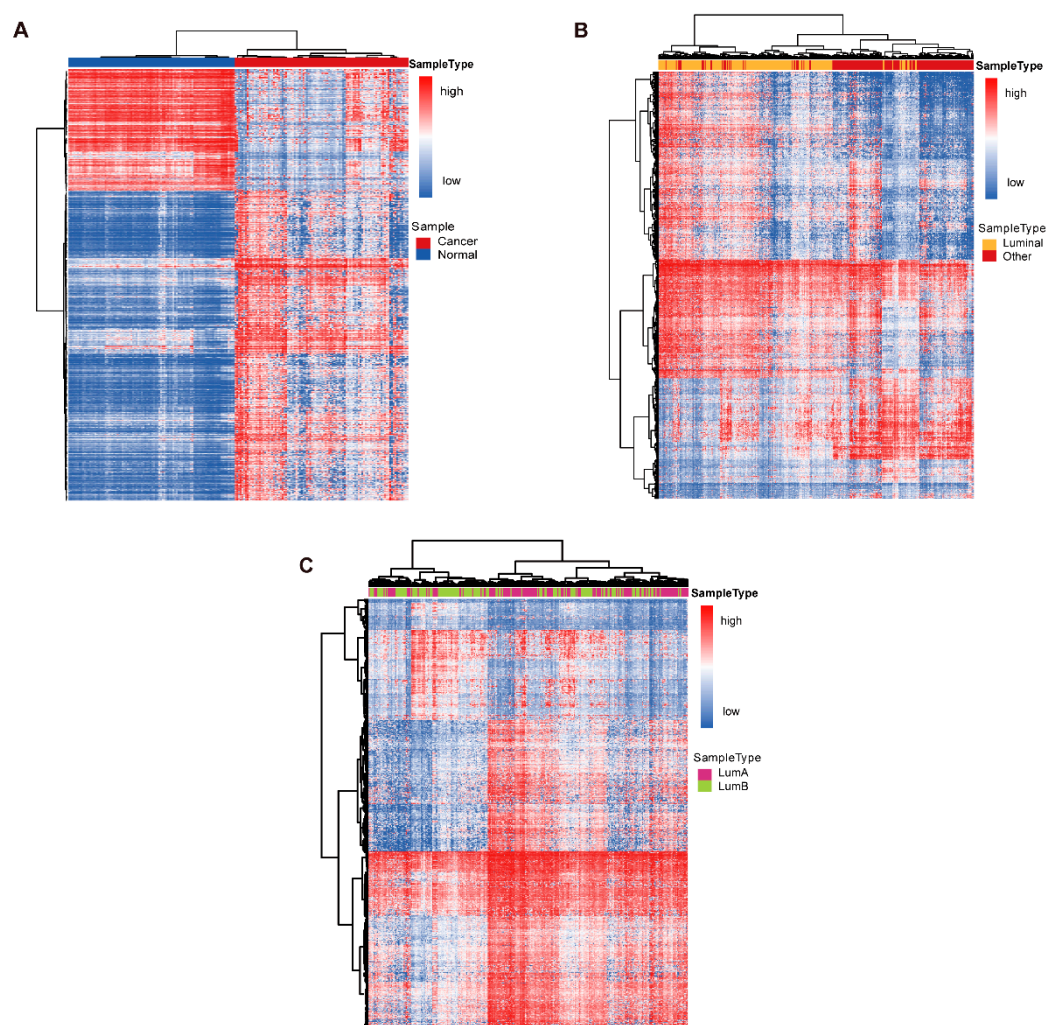 A
SampleType
high
low
Sample
Cancer
Normal
B
SampleType
high
low
SampleType
Luminal
Other
C
SampleType
high
low
SampleType
LumA
LumB